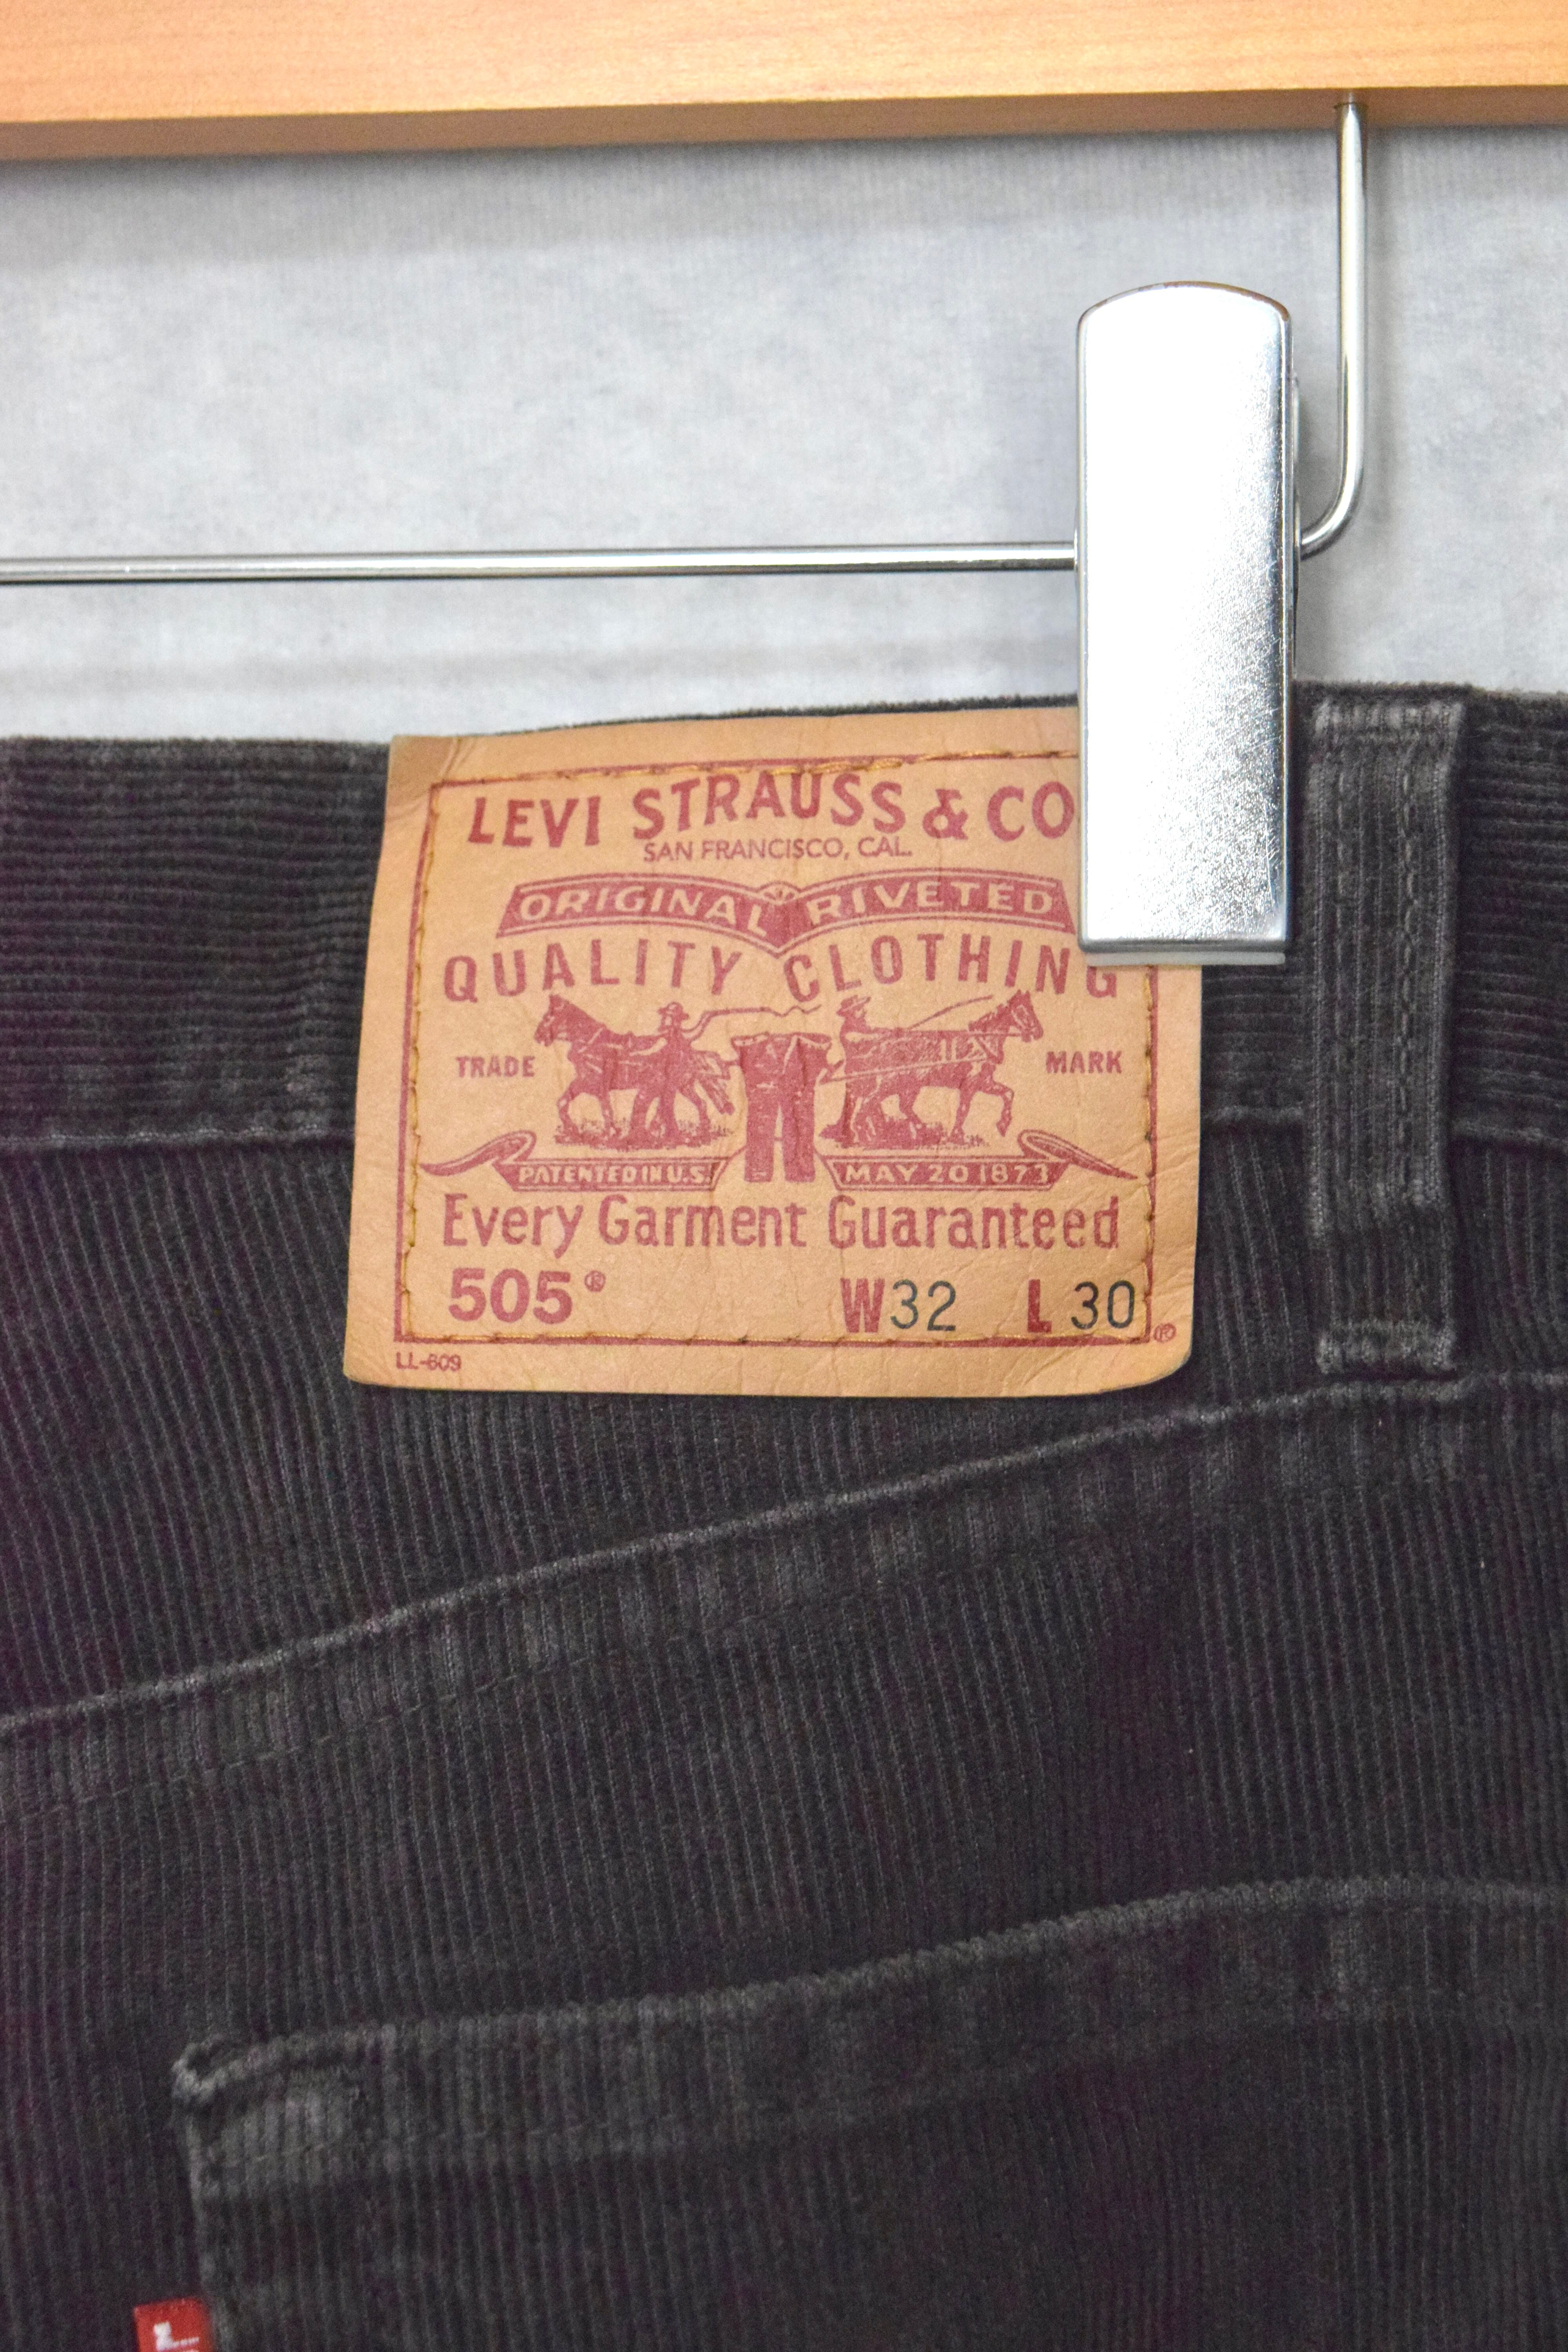 LEVI STRAUSS & CO
SAN FRANCISCO, CAL.
ORIGINAL RIVETED
QUALITY CLOTHING
TRADE MARK
PATENTED IN U.S. MAY 20 1873
Every Garment Guaranteed
505® W32 L 30
®
LL-609
L